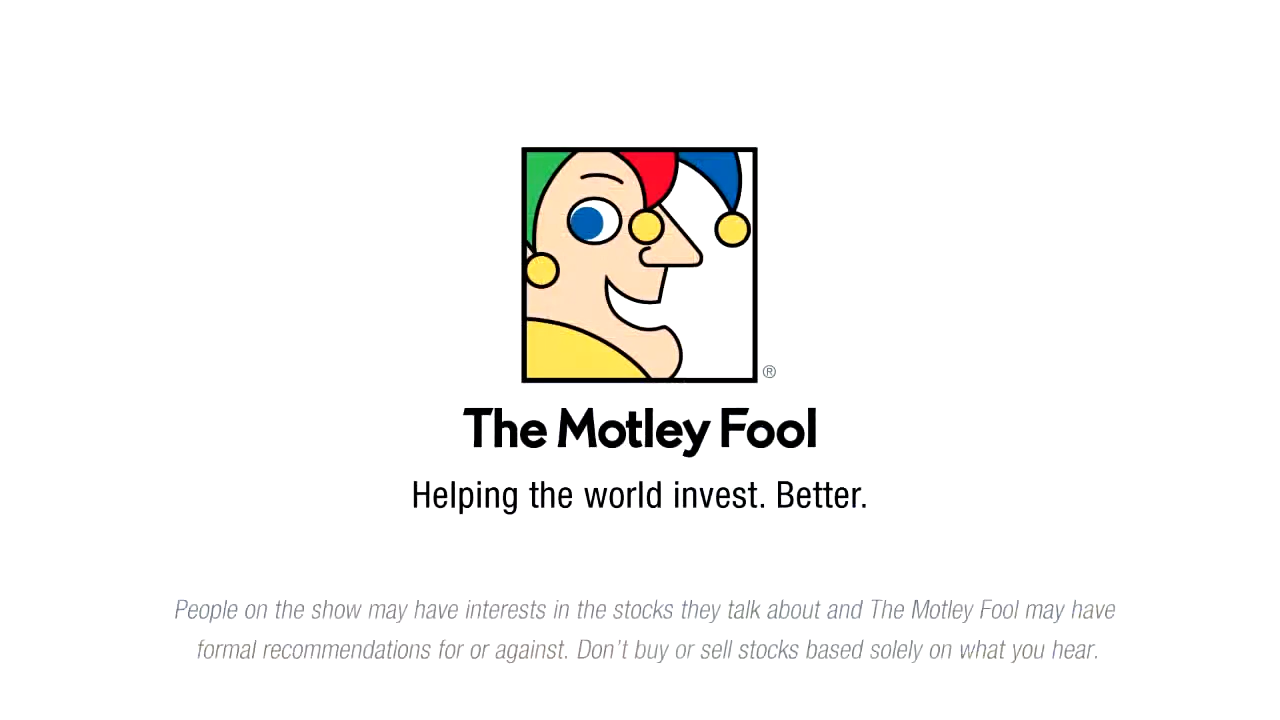 ®
The Motley Fool
Helping the world invest. Better.
People on the show may have interests in the stocks they talk about and The Motley Fool may have
formal recommendations for or against. Don't buy or sell stocks based solely on what you hear.